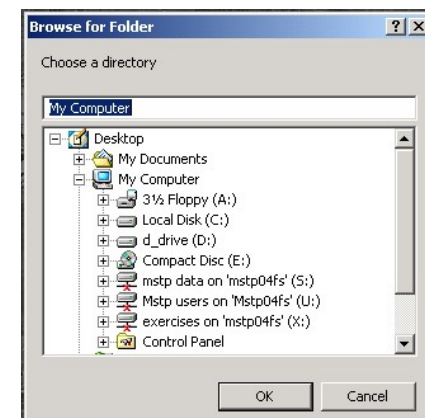 Browse for Folder
Choose a directory
My Computer
Desktop
My Documents
My Computer
3½ Floppy (A:)
Local Disk (C:)
d_drive (D:)
Compact Disc (E:)
mstp data on 'mstp04fs' (S:)
Mstp users on 'Mstp04fs' (U:)
exercises on 'mstp04fs' (X:)
Control Panel
OK Cancel